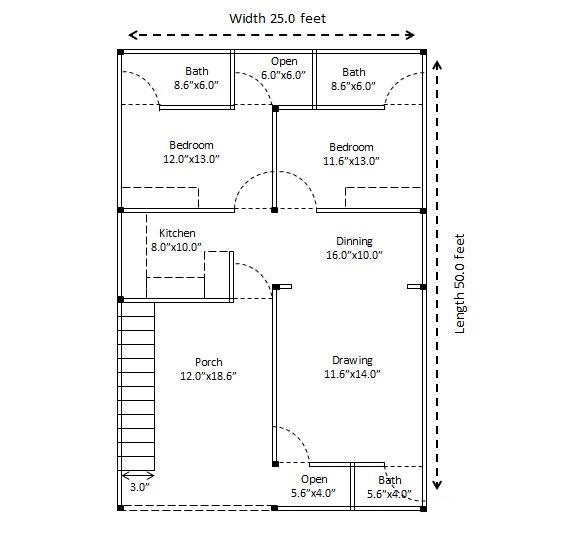 Width 25.0 feet
Bath
8.6"x6.0"
Open
6.0"x6.0"
Bath
8.6"x6.0"
Bedroom
12.0"x13.0"
Bedroom
11.6"x13.0"
Kitchen
8.0"x10.0"
Dinning
16.0"x10.0"
Length 50.0 feet
Porch
12.0"x18.6"
Drawing
11.6"x14.0"
3.0"
Open
5.6"x4.0"
Bath
5.6"x4.0"